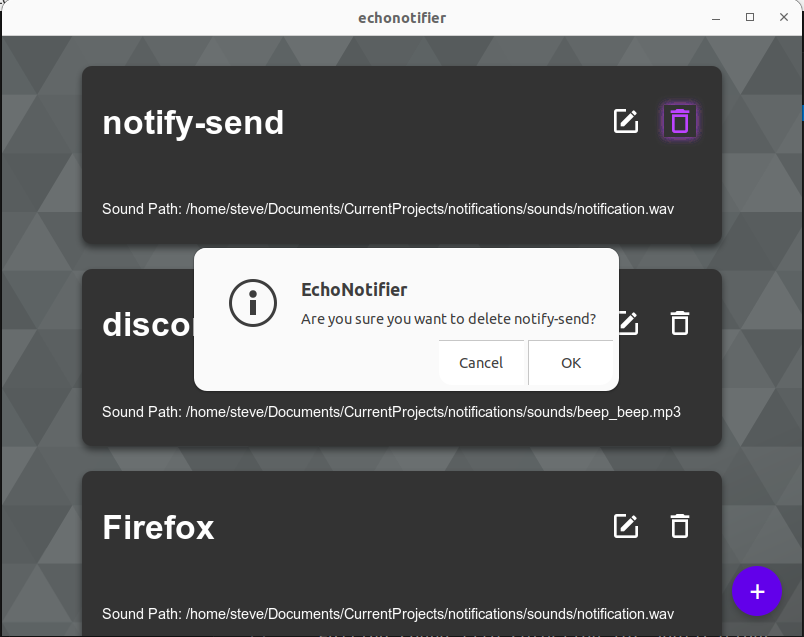 echonotifier
notify-send
Sound Path: /home/steve/Documents/CurrentProjects/notifications/sounds/notification.wav
EchoNotifier
Are you sure you want to delete notify-send?
Cancel OK
Sound Path: /home/steve/Documents/CurrentProjects/notifications/sounds/beep_beep.mp3
Firefox
+
Sound Path: /home/steve/Documents/CurrentProjects/notifications/sounds/notification.wav